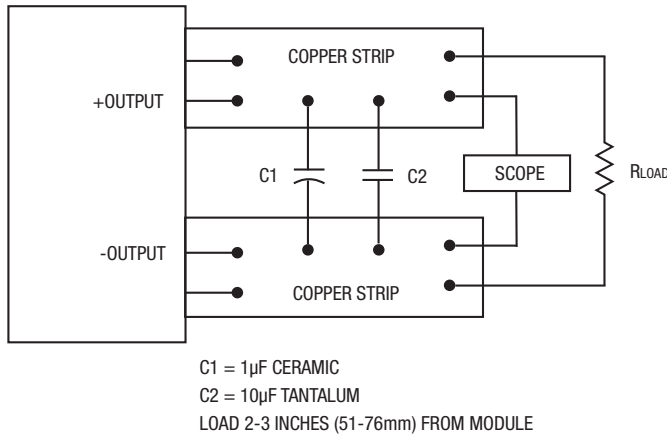 COPPER STRIP
+OUTPUT
C1
C2
SCOPE
RLOAD
-OUTPUT
COPPER STRIP
C1 = 1µF CERAMIC
C2 = 10µF TANTALUM
LOAD 2-3 INCHES (51-76mm) FROM MODULE